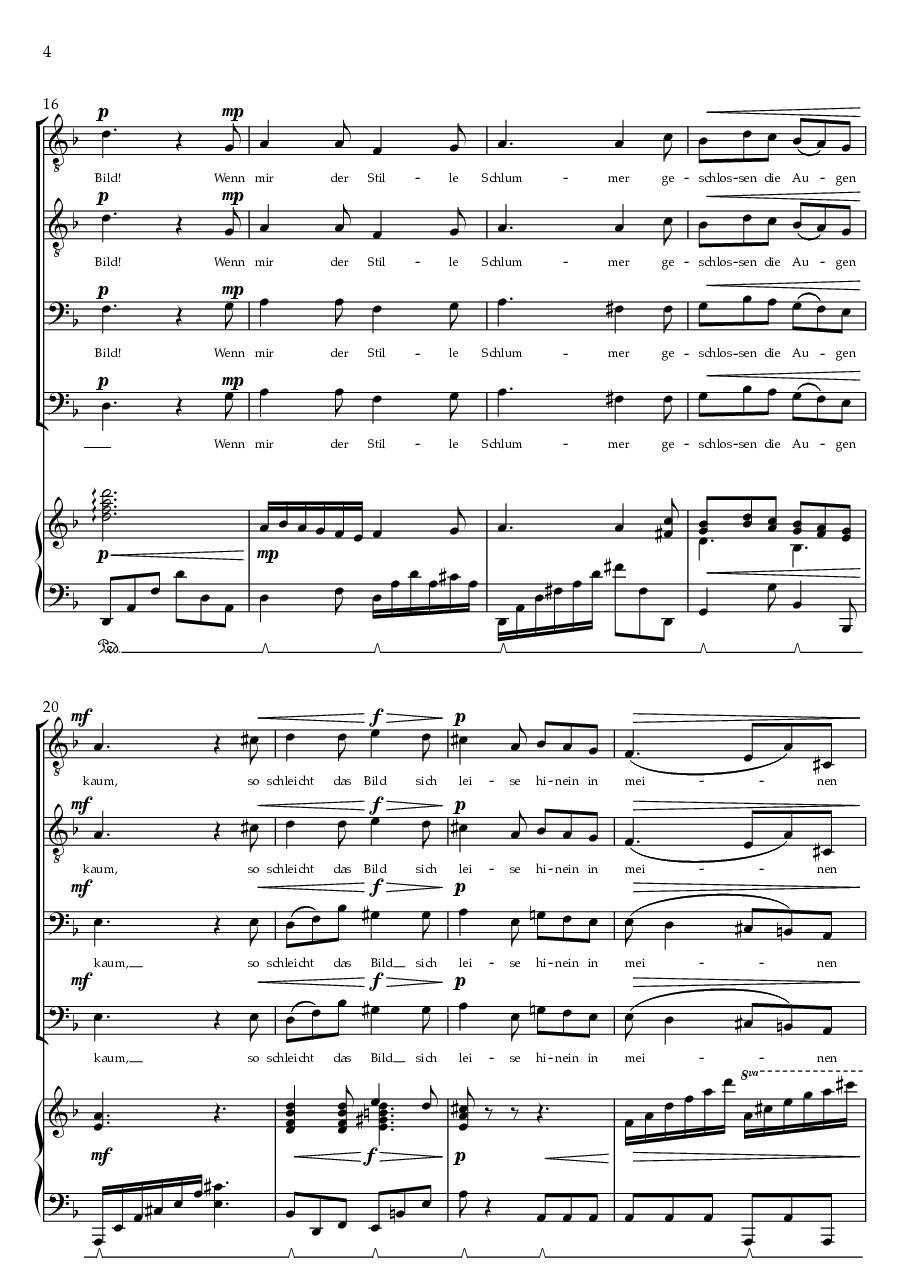 4
16
p mp
Bild! Wenn mir der Stil - le Schlum - mer ge - schlos - sen die Au - gen
p mp
Bild! Wenn mir der Stil - le Schlum - mer ge - schlos - sen die Au - gen
p mp
Bild! Wenn mir der Stil - le Schlum - mer ge - schlos - sen die Au - gen
p mp
Wenn mir der Stil - le Schlum - mer ge - schlos - sen die Au - gen
p mp
Ped
20
mf f p
kaum, so schleicht das Bild sich lei - se hi - nein in mei - - nen
mf f p
kaum, so schleicht das Bild sich lei - se hi - nein in mei - - nen
mf f p
kaum, so schleicht das Bild sich lei - se hi - nein in mei - - nen
mf f p
kaum, so schleicht das Bild sich lei - se hi - nein in mei - - nen
8va
mf f p